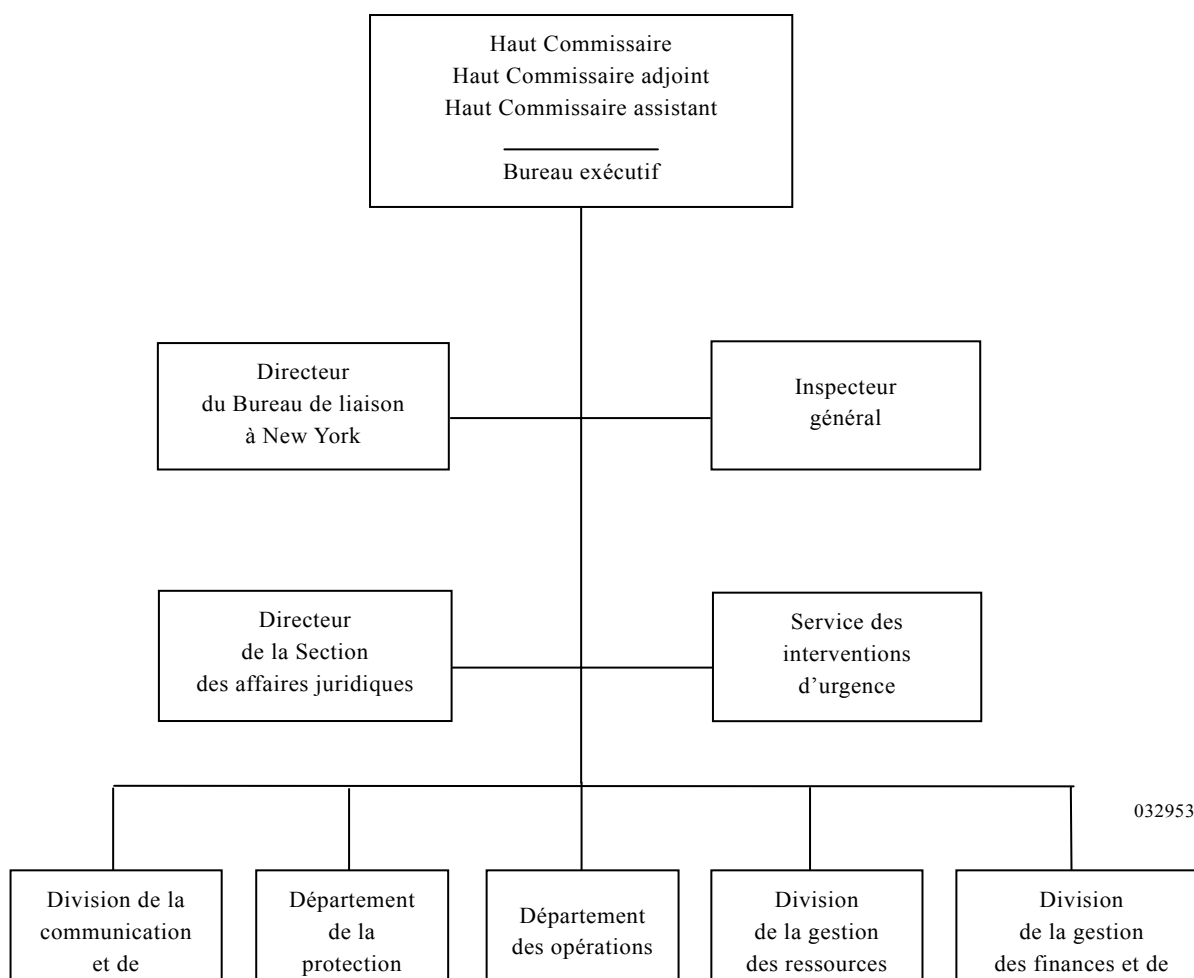 Haut Commissaire
Haut Commissaire adjoint
Haut Commissaire assistant
Bureau exécutif
Directeur
du Bureau de liaison
à New York
Inspecteur
général
Directeur
de la Section
des affaires juridiques
Service des
interventions
d’urgence
032953
Division de la
communication
et de
Département
de la
protection
Département
des opérations
Division
de la gestion
des ressources
Division
de la gestion
des finances et de